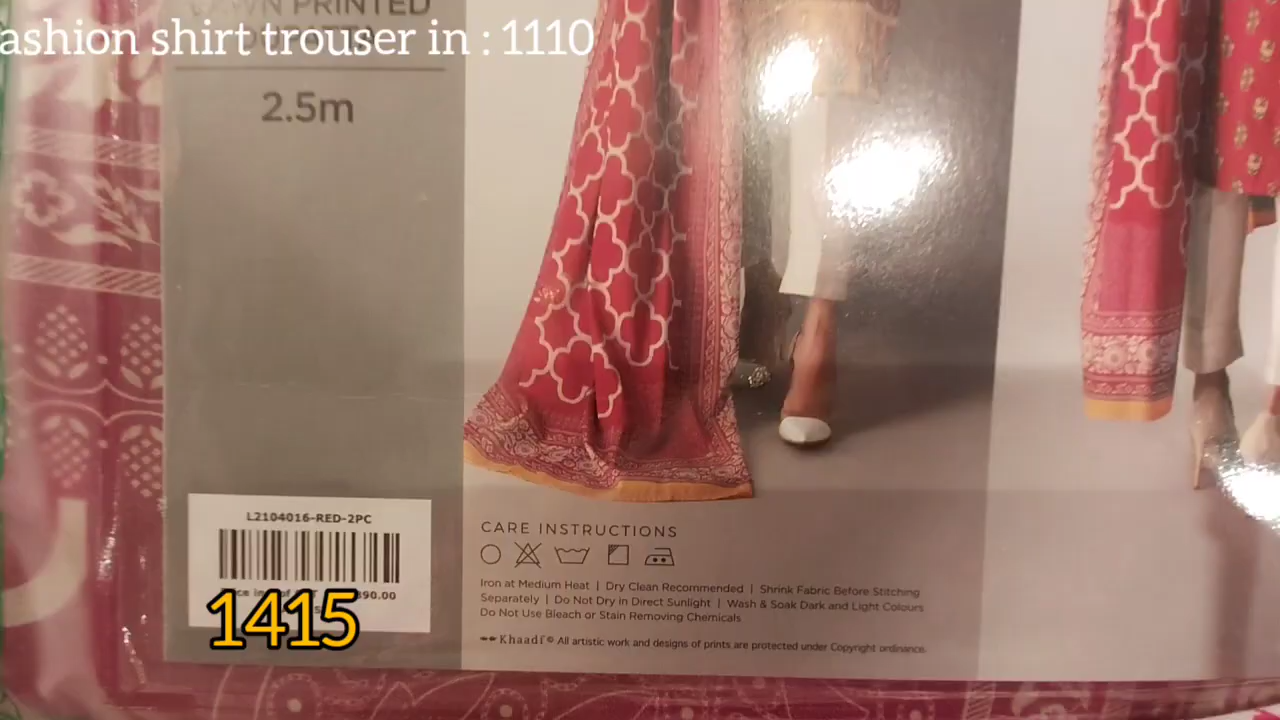 LAWN PRINTED
ashion shirt trouser in : 1110
2.5m
L2104016-RED-2PC
1415
CARE INSTRUCTIONS
Iron at Medium Heat | Dry Clean Recommended | Shrink Fabric Before Stitching
Separately | Do Not Dry in Direct Sunlight | Wash & Soak Dark and Light Colours
Do Not Use Bleach or Stain Removing Chemicals
Khaadi © All artistic work and designs of prints are protected under Copyright ordinance.